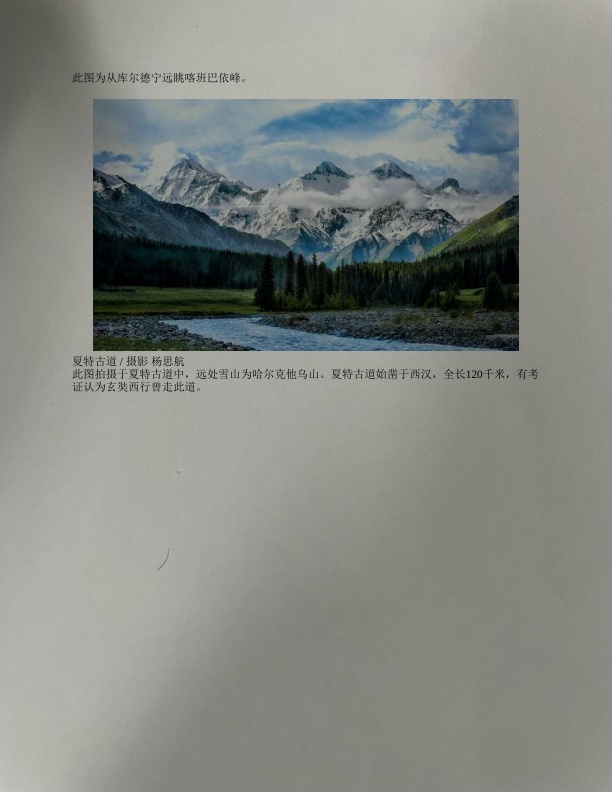 此图为从库尔德宁远眺喀班巴依峰。
夏特古道 / 摄影 杨思航
此图拍摄于夏特古道中，远处雪山为哈尔克他乌山。夏特古道始凿于西汉，全长120千米，有考
证认为玄奘西行曾走此道。